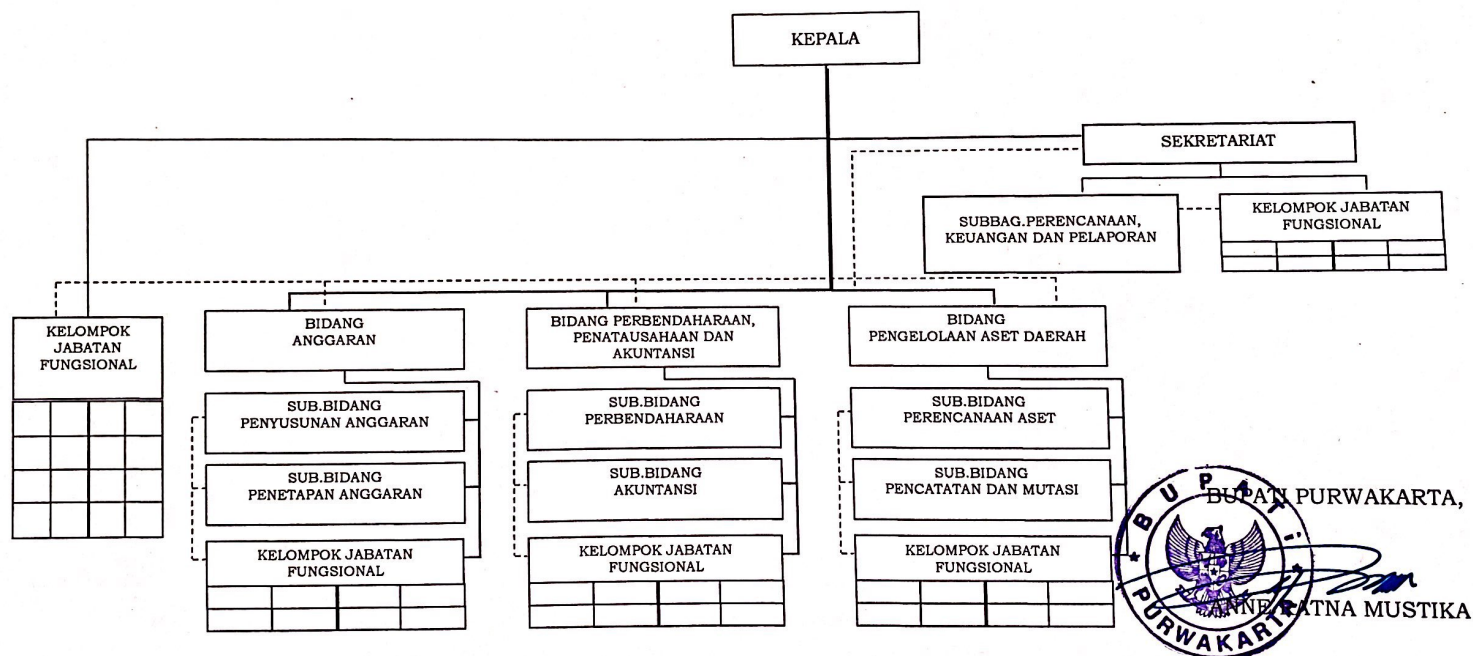 KEPALA
SEKRETARIAT
SUBBAG.PERENCANAAN,
KEUANGAN DAN PELAPORAN
KELOMPOK JABATAN
FUNGSIONAL
KELOMPOK
JABATAN
FUNGSIONAL
BIDANG
ANGGARAN
SUB.BIDANG
PENYUSUNAN ANGGARAN
SUB.BIDANG
PENETAPAN ANGGARAN
KELOMPOK JABATAN
FUNGSIONAL
BIDANG PERBENDAHARAAN,
PENATAUSAHAAN DAN
AKUNTANSI
SUB.BIDANG
PERBENDAHARAAN
SUB.BIDANG
AKUNTANSI
KELOMPOK JABATAN
FUNGSIONAL
BIDANG
PENGELOLAAN ASET DAERAH
SUB.BIDANG
PERENCANAAN ASET
SUB.BIDANG
PENCATATAN DAN MUTASI
KELOMPOK JABATAN
FUNGSIONAL
BUPATI PURWAKARTA,
ANNE RATNA MUSTIKA
BUPATI
PURWAKARTA